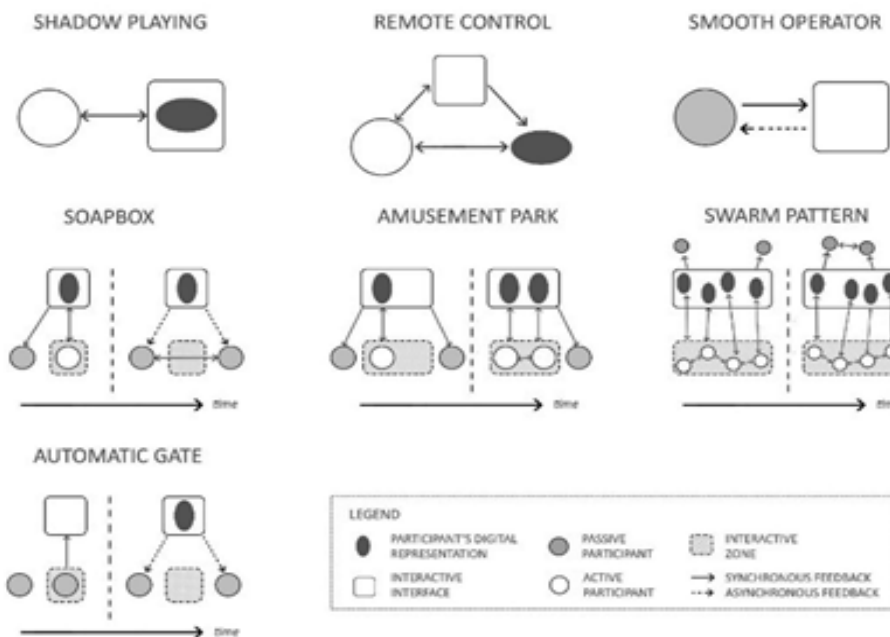 SHADOW PLAYING
REMOTE CONTROL
SMOOTH OPERATOR
SOAPBOX
AMUSEMENT PARK
SWARM PATTERN
time
time
tim
AUTOMATIC GATE
time
LEGEND
PARTICIPANT'S DIGITAL
REPRESENTATION
PASSIVE
PARTICIPANT
INTERACTIVE
ZONE
INTERACTIVE
INTERFACE
ACTIVE
PARTICIPANT
SYNCHRONOUS FEEDBACK
ASYNCHRONOUS FEEDBACK